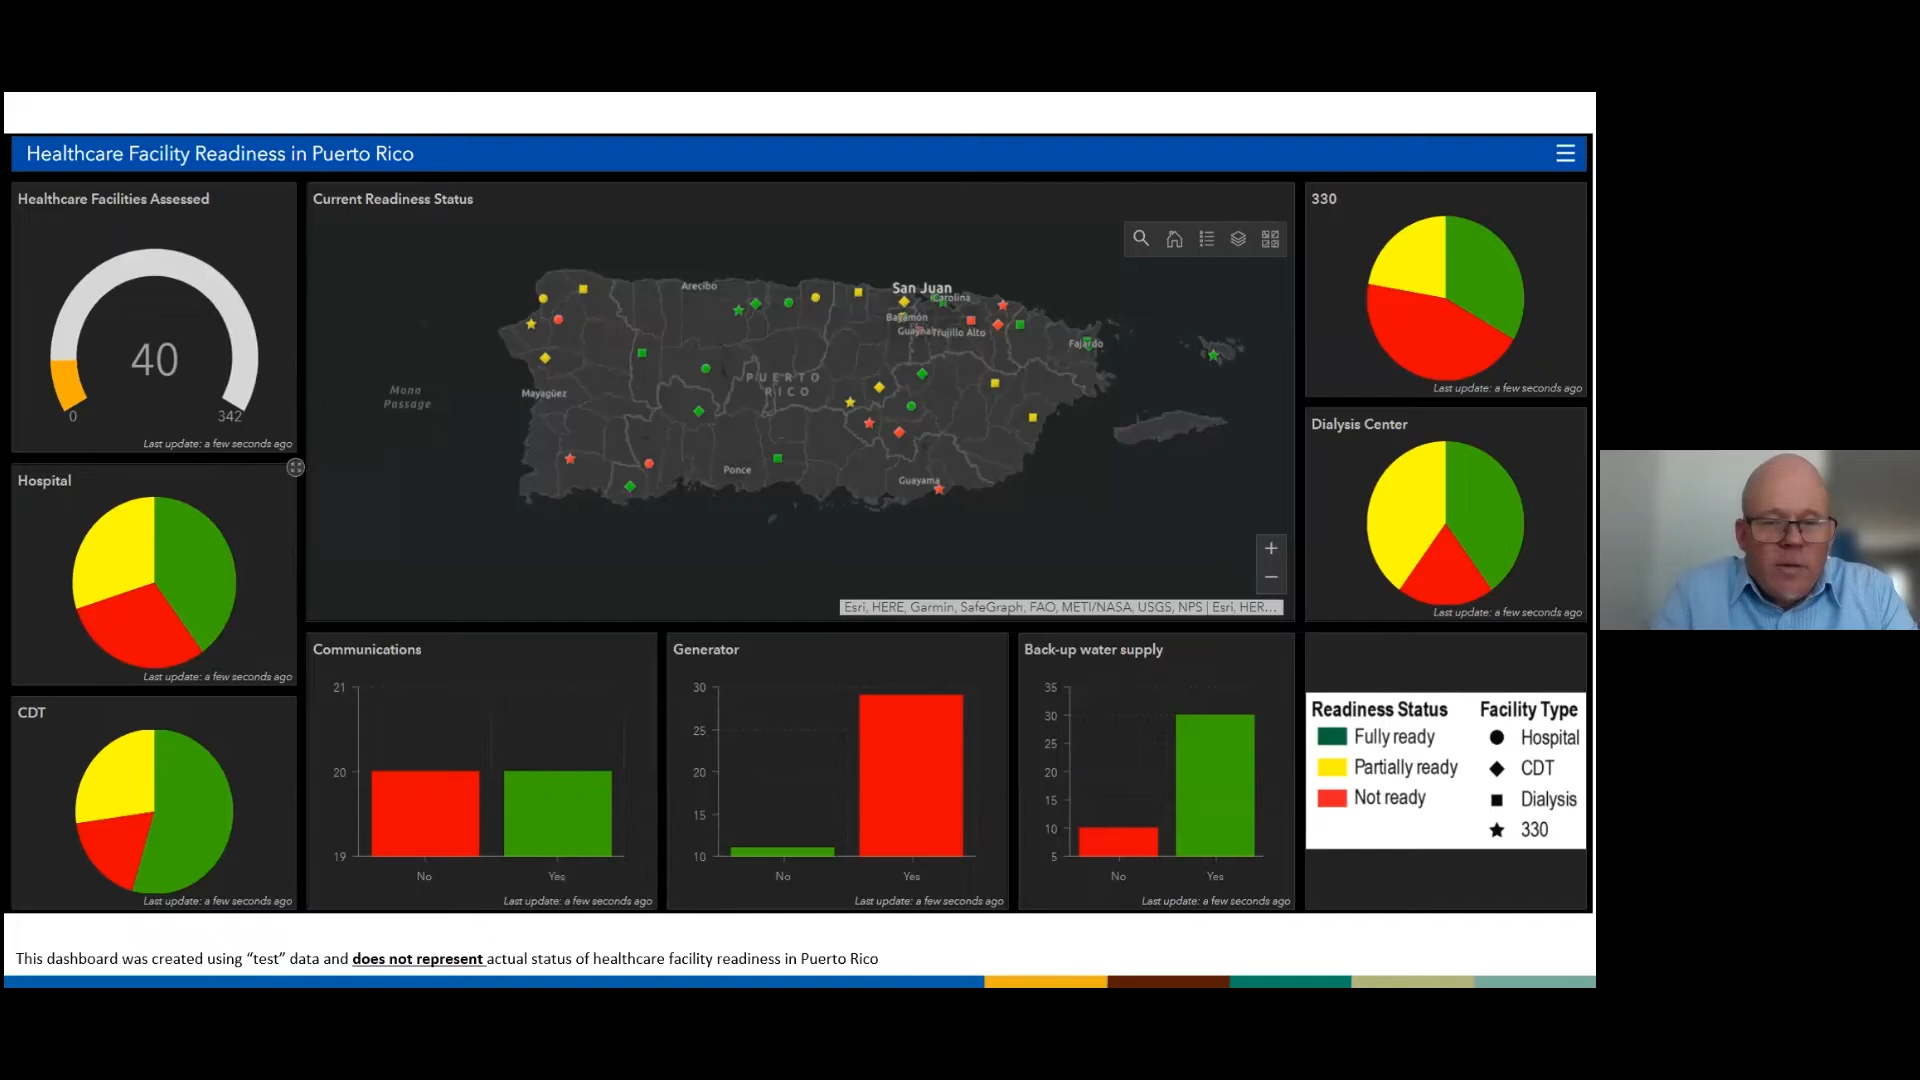 Healthcare Facility Readiness in Puerto Rico
Healthcare Facilities Assessed
40
0
342
Last update: a few seconds ago
Current Readiness Status
Arecibo
San Juan
Carolina
Bayamón
Trujillo Alto
Fajardo
PUERTO
RICO
Mona
Passage
Mayagüez
Ponce
Guayama
+
−
Esri, HERE, Garmin, SafeGraph, FAO, METI/NASA, USGS, NPS | Esri, HER...
330
Last update: a few seconds ago
Hospital
Last update: a few seconds ago
Dialysis Center
Last update: a few seconds ago
CDT
Last update: a few seconds ago
Communications
21
20
19
No
Yes
Last update: a few seconds ago
Generator
30
25
20
15
10
No
Yes
Last update: a few seconds ago
Back-up water supply
35
30
25
20
15
10
5
No
Yes
Last update: a few seconds ago
Readiness Status
Fully ready
Partially ready
Not ready
Facility Type
Hospital
CDT
Dialysis
330
This dashboard was created using “test” data and does not represent actual status of healthcare facility readiness in Puerto Rico